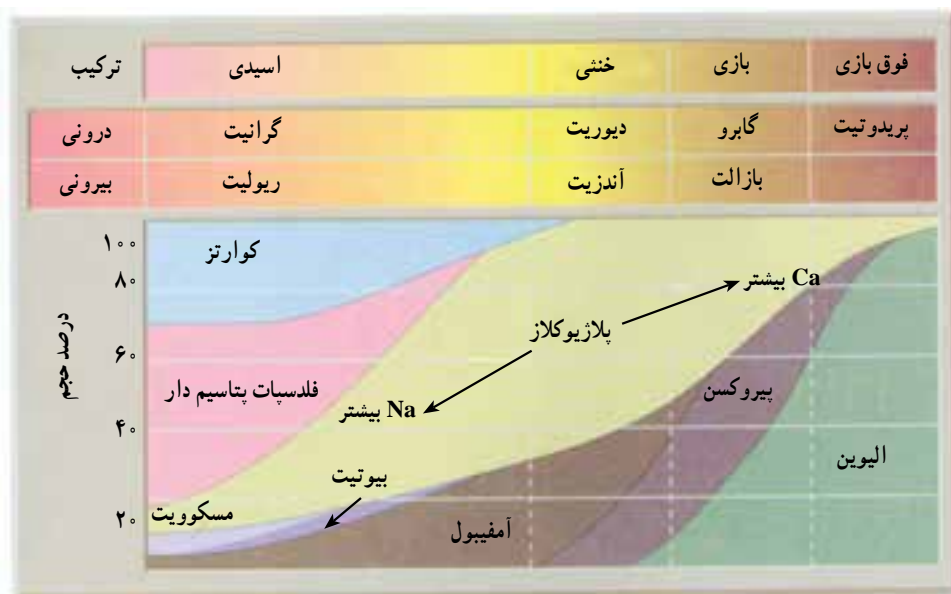 ترکیب اسیدی خنثی بازی فوق بازی
درونی گرانیت دیوریت گابرو پریدوتیت
بیرونی ریولیت آندزیت بازالت
درصد حجم
۱۰۰
۸۰
۶۰
۴۰
۲۰
کوارتز
Ca بیشتر
پلاژیوکلاز
فلدسپات پتاسیم دار
Na بیشتر
پیروکسن
الیوین
بیوتیت
مسکوویت
آمفیبول